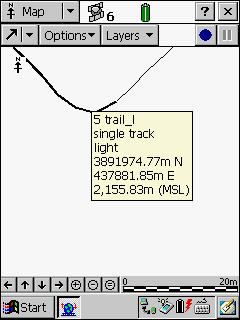 Map 6 ? X
Options Layers
5 trail_l
single track
light
3891974.77m N
437881.85m E
2,155.83m (MSL)
0 20m
Start